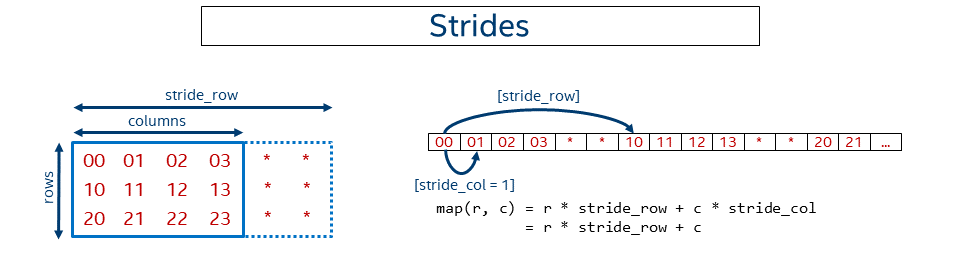 Strides
stride_row
columns
rows
00 01 02 03 * *
10 11 12 13 * *
20 21 22 23 * *
[stride_row]
00 01 02 03 * * 10 11 12 13 * * 20 21 ...
[stride_col = 1]
map(r, c) = r * stride_row + c * stride_col
= r * stride_row + c